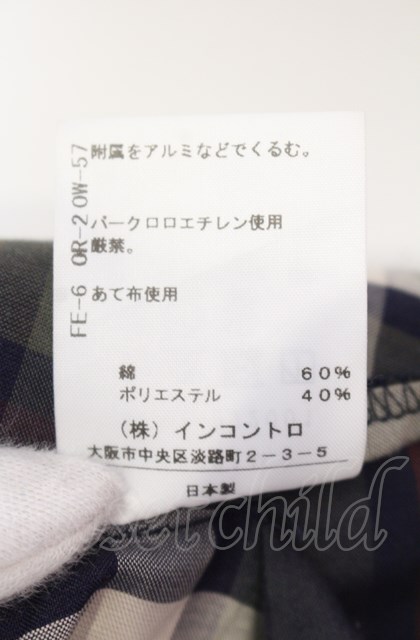 附属をアルミなどでくるむ。
パークロロエチレン使用
厳禁。
あて布使用
FE-6 OR-20W-57
綿 60%
ポリエステル 40%
(株)インコントロ
大阪市中央区淡路町2-3-5
日本製
closet child